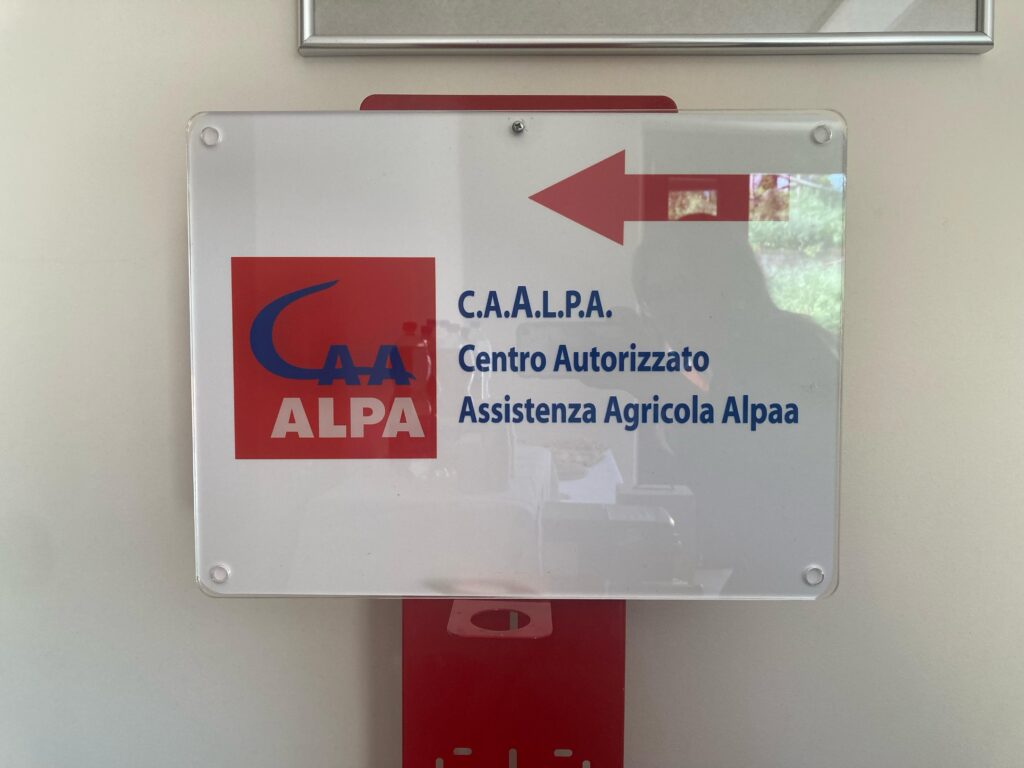 CAA
ALPA
C.A.A.L.P.A.
Centro Autorizzato
Assistenza Agricola Alpaa